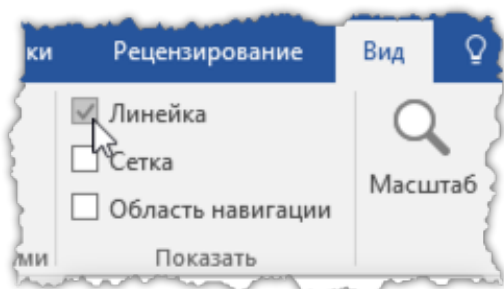 ки Рецензирование Вид
Линейка
Сетка
Область навигации
Масштаб
ми Показать